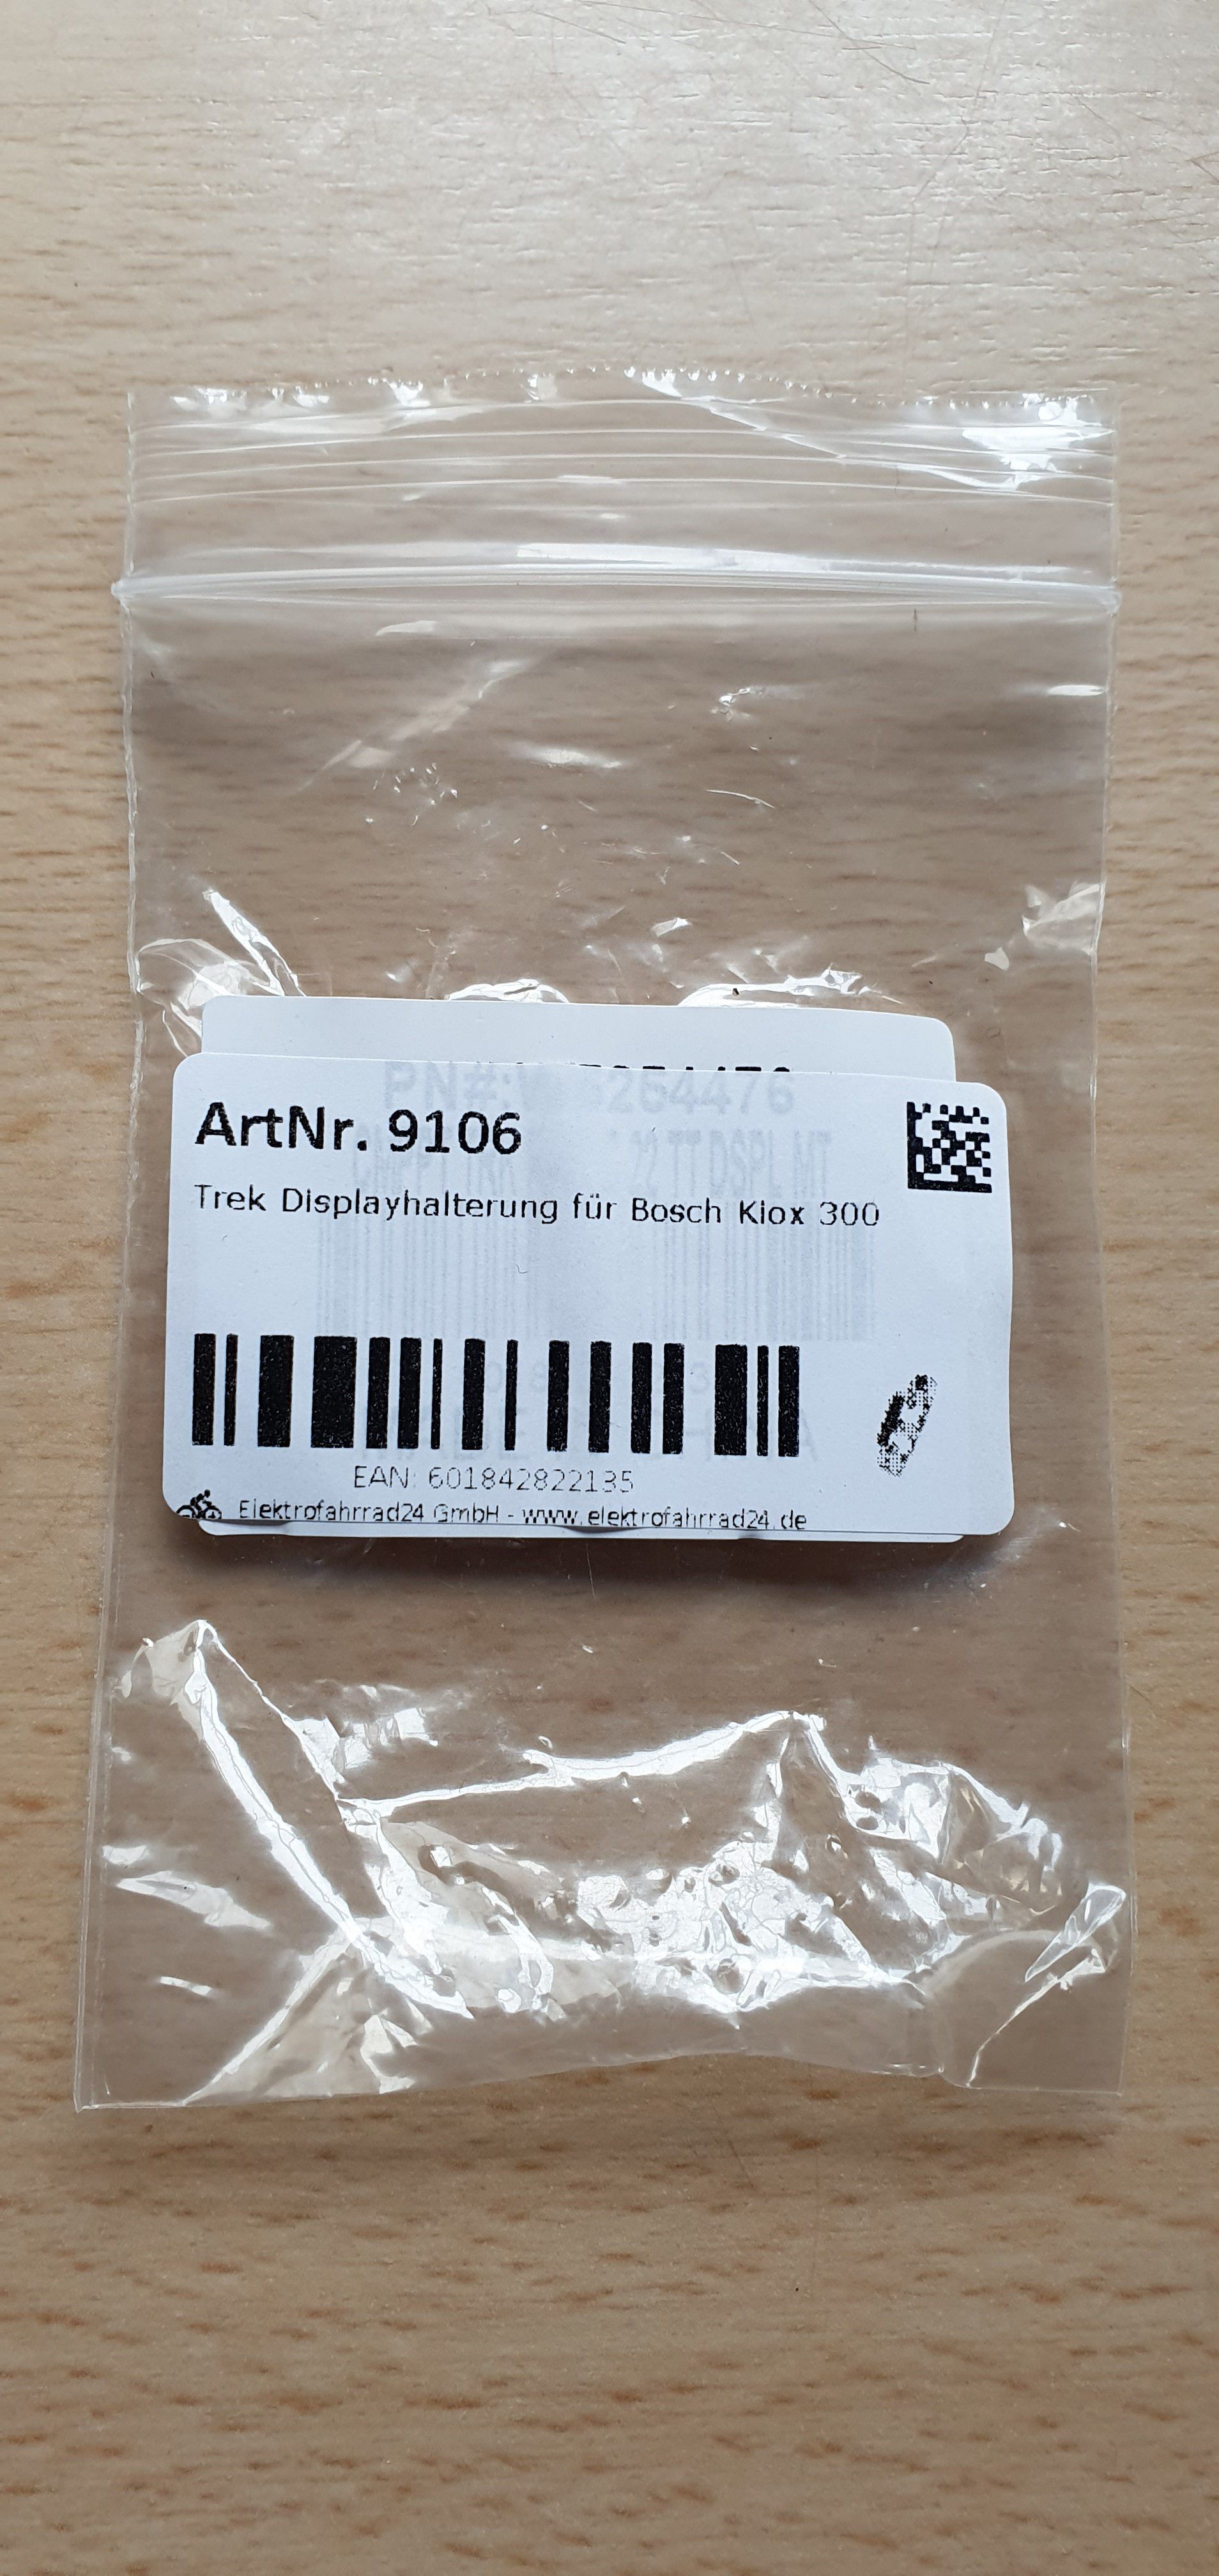 ArtNr. 9106
Trek Displayhalterung für Bosch Kiox 300
EAN: 601842822135
Elektrofahrrad24 GmbH - www.elektrofahrrad24.de